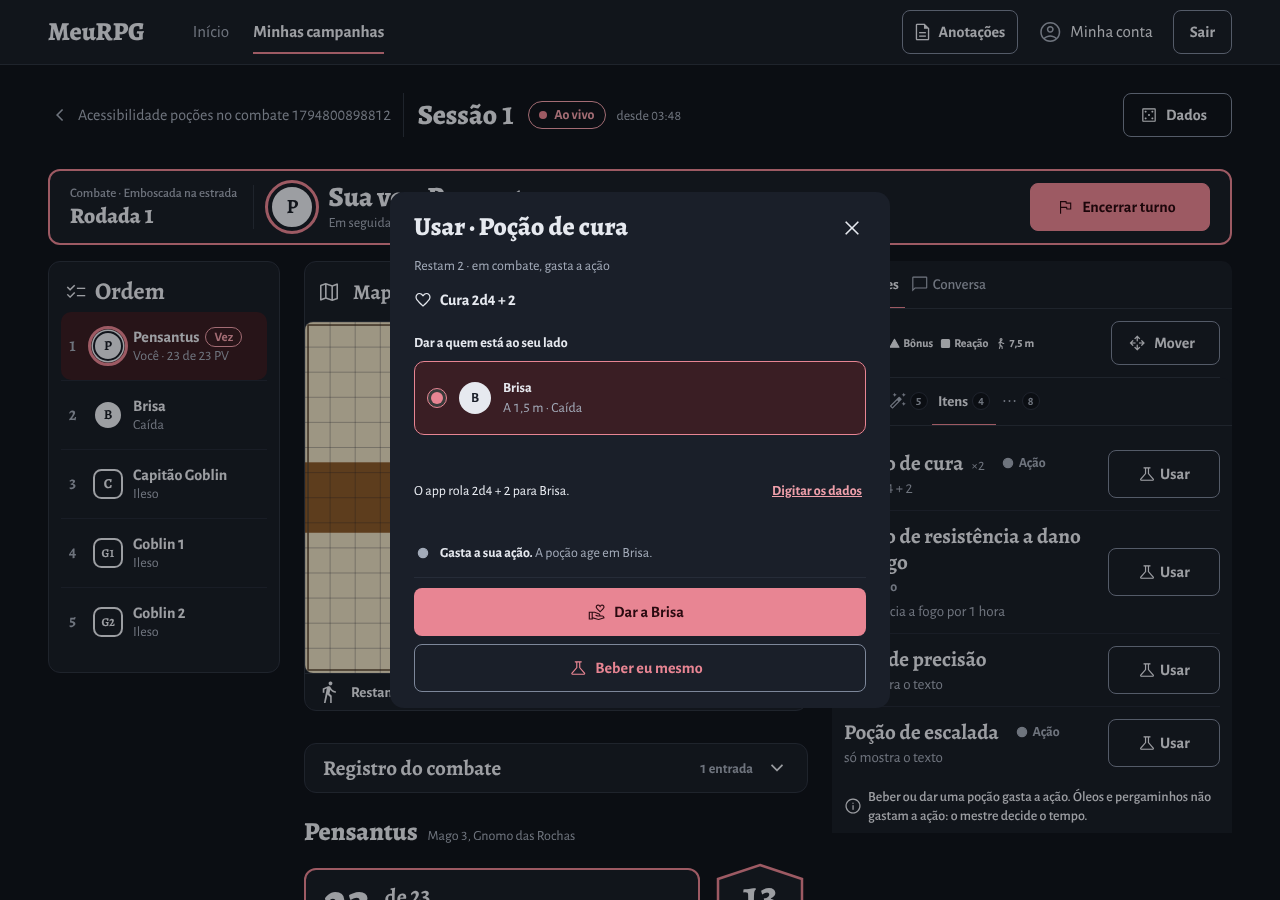 MeuRPG
Início
Minhas campanhas
Anotações
Minha conta
Sair
Acessibilidade poções no combate 1794800898812
Sessão 1
Ao vivo
desde 03:48
Dados
Combate · Emboscada na estrada
Rodada 1
P
Sua
Em seguida
Encerrar turno
Ordem
1
P
Pensantus
Vez
Você · 23 de 23 PV
2
B
Brisa
Caída
3
C
Capitão Goblin
Ileso
4
G1
Goblin 1
Ileso
5
G2
Goblin 2
Ileso
Usar · Poção de cura
Restam 2 · em combate, gasta a ação
Cura 2d4 + 2
Dar a quem está ao seu lado
B
Brisa
A 1,5 m · Caída
O app rola 2d4 + 2 para Brisa.
Digitar os dados
Gasta a sua ação. A poção age em Brisa.
Dar a Brisa
Beber eu mesmo
Conversa
Bônus
Reação
7,5 m
Mover
5
Itens
4
8
de cura
×2
Ação
+ 2
Usar
de resistência a dano
Usar
a fogo por 1 hora
de precisão
o texto
Usar
Poção de escalada
Ação
só mostra o texto
Usar
Beber ou dar uma poção gasta a ação. Óleos e pergaminhos não
gastam a ação: o mestre decide o tempo.
Registro do combate
1 entrada
Pensantus
Mago 3, Gnomo das Rochas
de 23